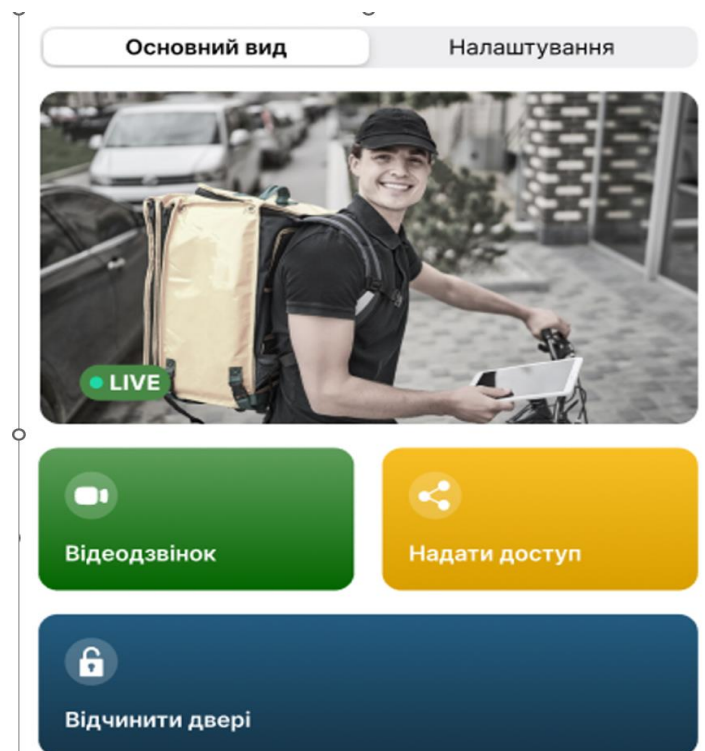 Основний вид
Налаштування
LIVE
Відеодзвінок
Надати доступ
Відчинити двері